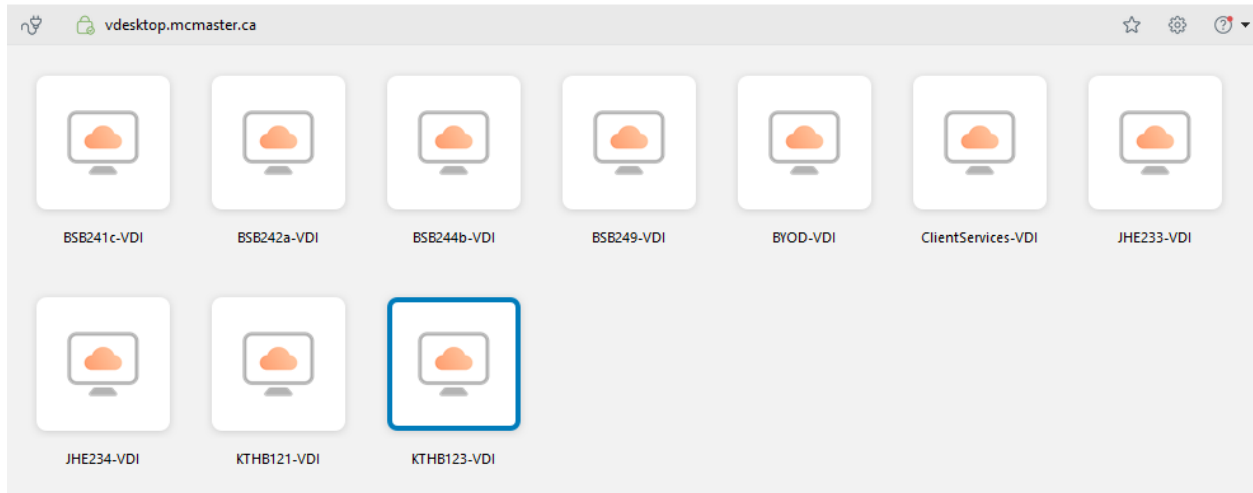 vdesktop.mcmaster.ca
BSB241c-VDI BSB242a-VDI BSB244b-VDI BSB249-VDI BYOD-VDI ClientServices-VDI JHE233-VDI
JHE234-VDI KTHB121-VDI KTHB123-VDI